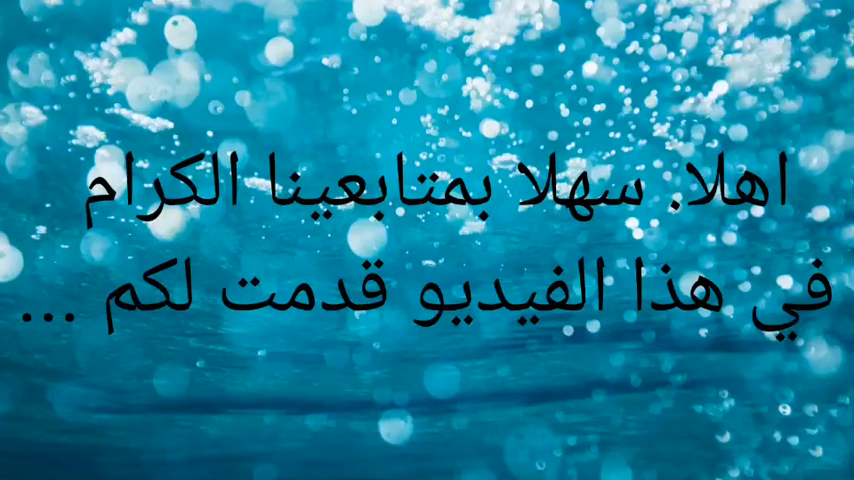 اهلا. سهلا بمتابعينا الكرام
في هذا الفيديو قدمت لكم ...